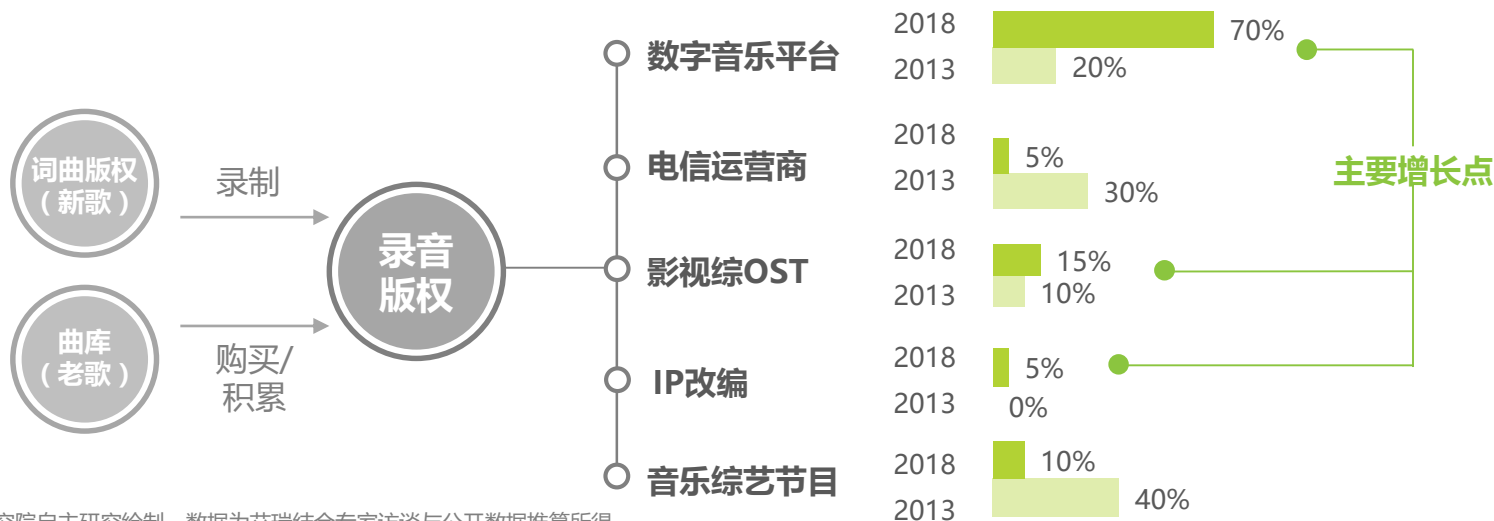 词曲版权
（新歌）
录制
曲库
（老歌）
购买/
积累
录音
版权
数字音乐平台
2018
70%
2013
20%
电信运营商
2018
5%
2013
30%
影视综OST
2018
15%
2013
10%
IP改编
2018
5%
2013
0%
音乐综艺节目
2018
10%
2013
40%
主要增长点